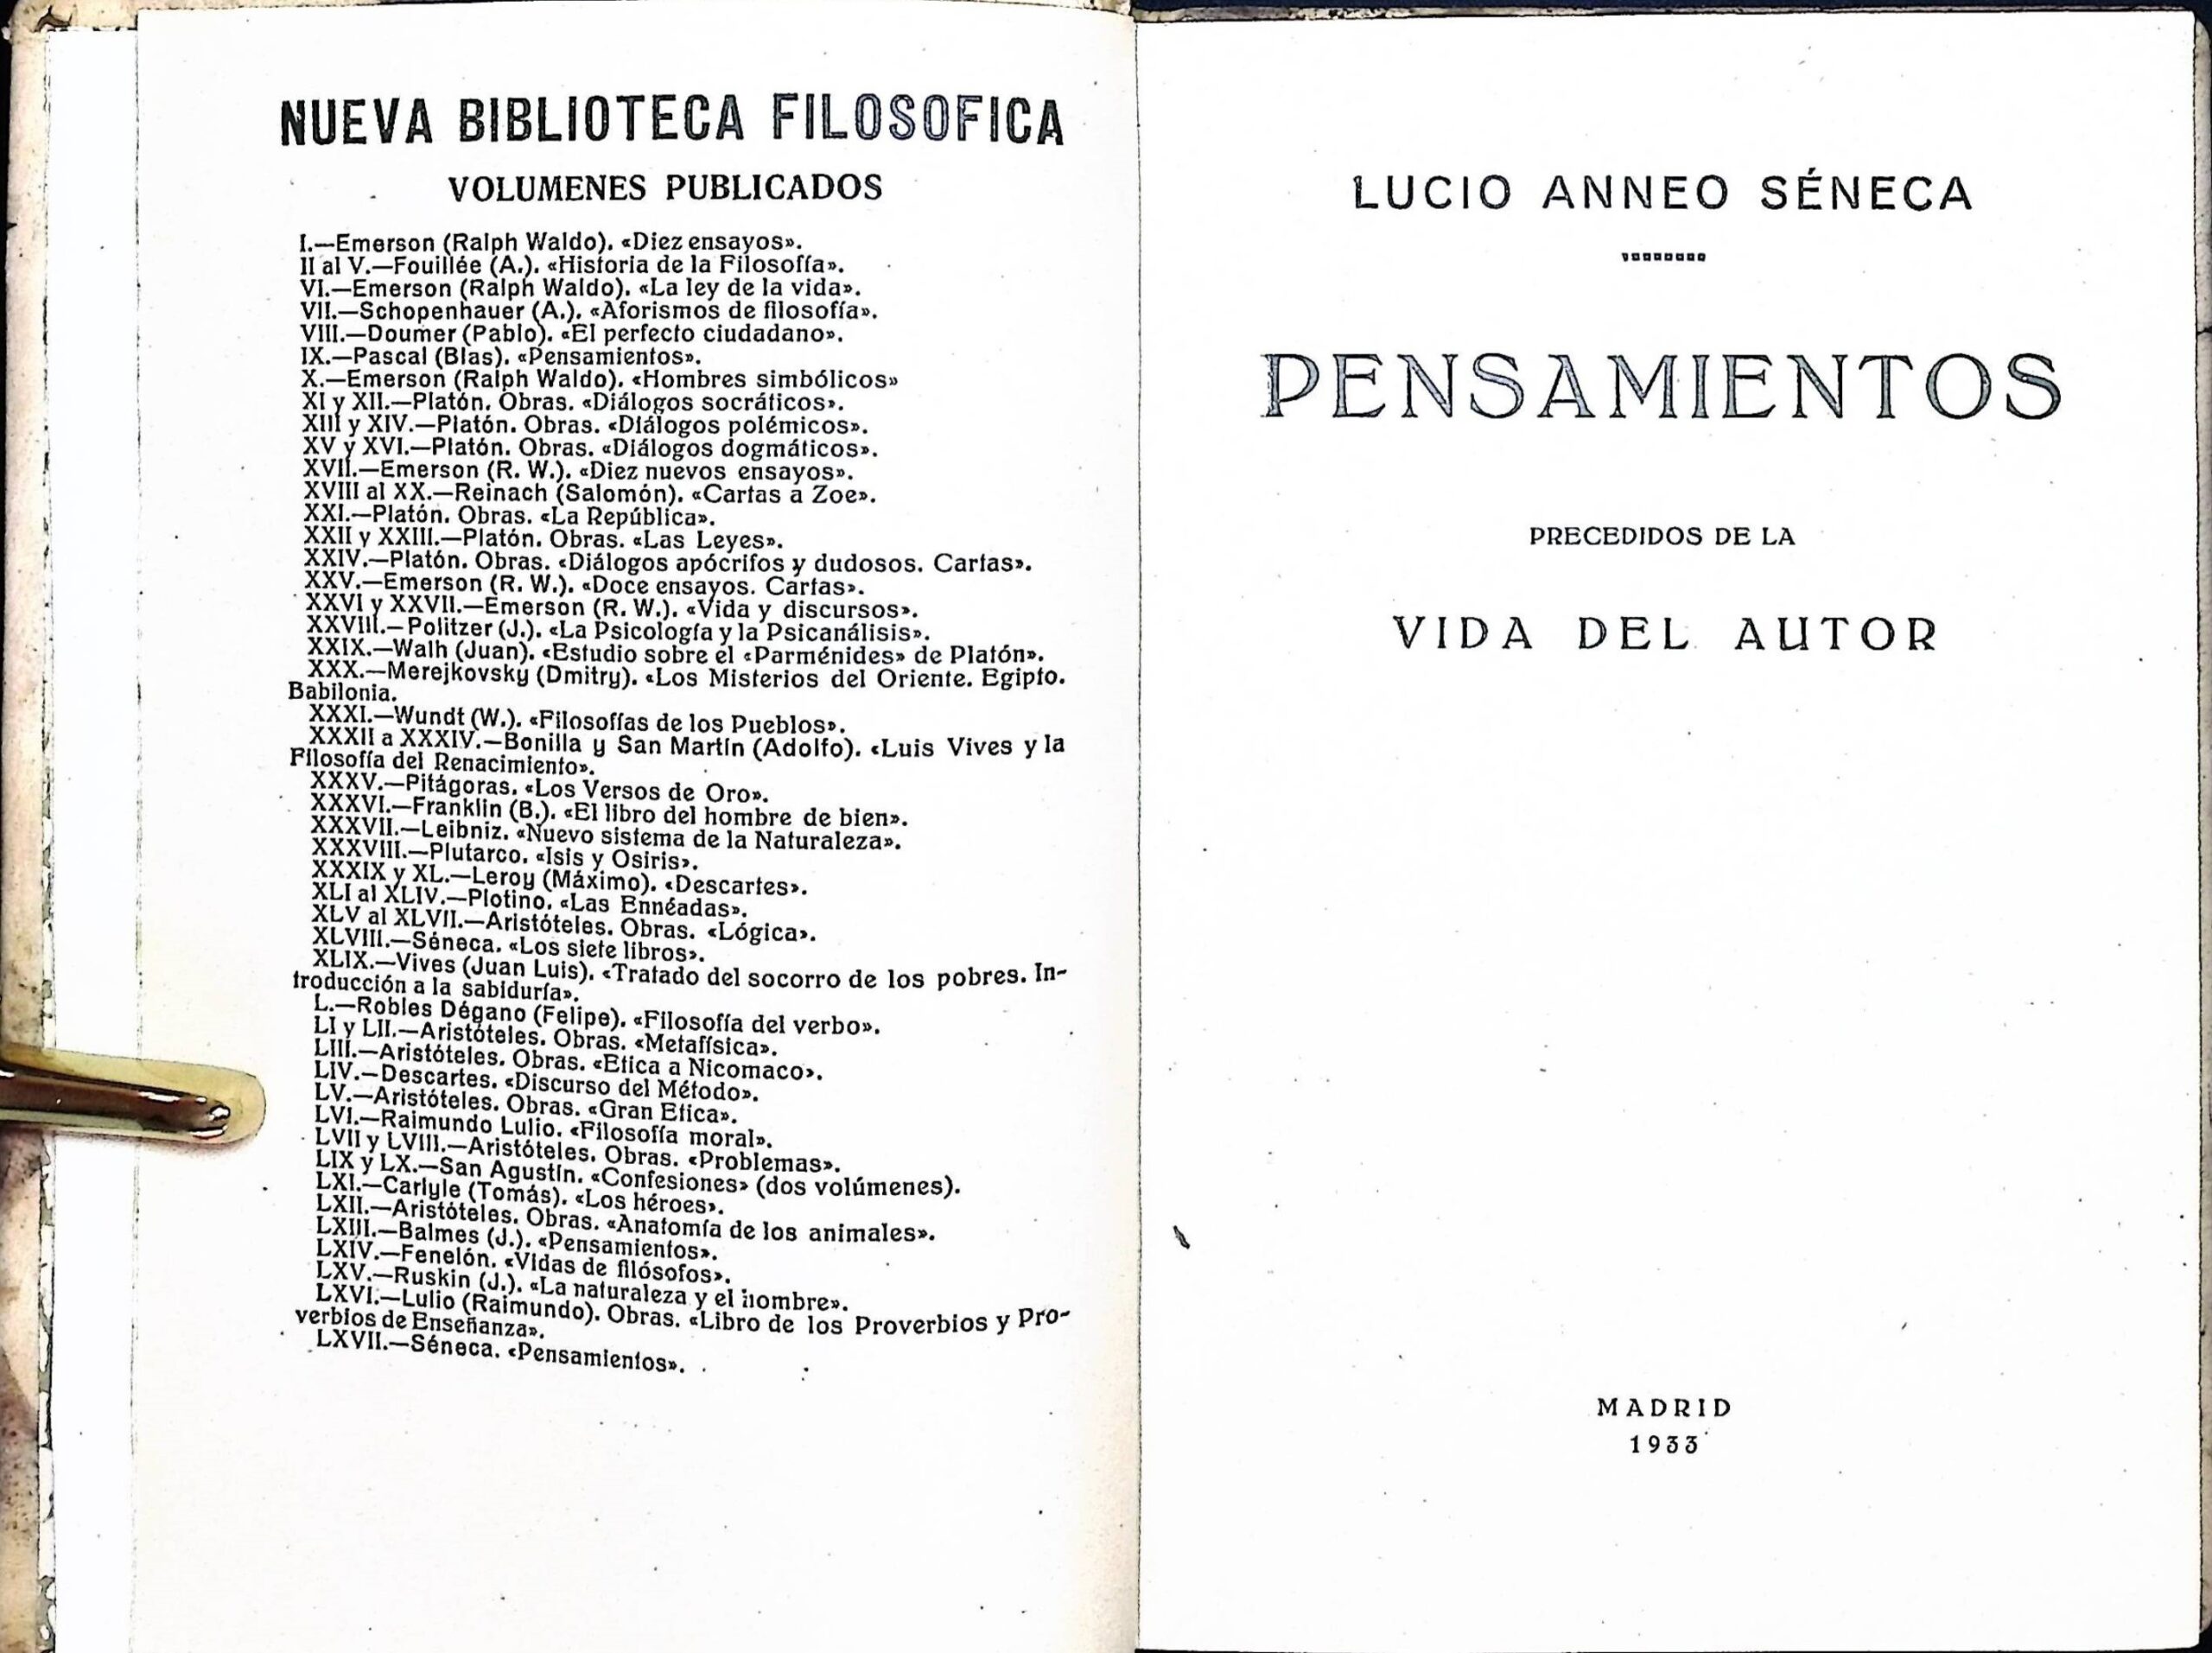 NUEVA BIBLIOTECA FILOSOFICA
VOLUMENES PUBLICADOS
I.—Emerson (Ralph Waldo). «Diez ensayos».
II al V.—Fouillée (A.). «Historia de la Filosofía».
VI.—Emerson (Ralph Waldo). «La ley de la vida».
VII.—Schopenhauer (A.). «Aforismos de filosofía».
VIII.—Doumer (Pablo). «El perfecto ciudadano».
IX.—Pascal (Blas). «Pensamientos».
X.—Emerson (Ralph Waldo). «Hombres simbólicos»
XI y XII.—Platón. Obras. «Diálogos socráticos».
XIII y XIV.—Platón. Obras. «Diálogos polémicos».
XV y XVI.—Platón. Obras. «Diálogos dogmáticos».
XVII.—Emerson (R. W.). «Diez nuevos ensayos».
XVIII al XX.—Reinach (Salomón). «Cartas a Zoe».
XXI.—Platón. Obras. «La República».
XXII y XXIII.—Platón. Obras. «Las Leyes».
XXIV.—Platón. Obras. «Diálogos apócrifos y dudosos. Cartas».
XXV.—Emerson (R. W.). «Doce ensayos. Cartas».
XXVI y XXVII.—Emerson (R. W.). «Vida y discursos».
XXVIII.—Politzer (J.). «La Psicología y la Psicanálisis».
XXIX.—Walh (Juan). «Estudio sobre el «Parménides» de Platón».
XXX.—Merejkovsky (Dmitry). «Los Misterios del Oriente. Egipto.
Babilonia.
XXXI.—Wundt (W.). «Filosofías de los Pueblos».
XXXII a XXXIV.—Bonilla y San Martín (Adolfo). «Luis Vives y la
Filosofía del Renacimiento».
XXXV.—Pitágoras. «Los Versos de Oro».
XXXVI.—Franklin (B.). «El libro del hombre de bien».
XXXVII.—Leibniz. «Nuevo sistema de la Naturaleza».
XXXVIII.—Plutarco. «Isis y Osiris».
XXXIX y XL.—Leroy (Máximo). «Descartes».
XLI al XLIV.—Plotino. «Las Ennéadas».
XLV al XLVII.—Aristóteles. Obras. «Lógica».
XLVIII.—Séneca. «Los siete libros».
XLIX.—Vives (Juan Luis). «Tratado del socorro de los pobres. In-
troducción a la sabiduría».
L.—Robles Dégano (Felipe). «Filosofía del verbo».
LI y LII.—Aristóteles. Obras. «Metafísica».
LIII.—Aristóteles. Obras. «Etica a Nicomaco».
LIV.—Descartes. «Discurso del Método».
LV.—Aristóteles. Obras. «Gran Etica».
LVI.—Raimundo Lulio. «Filosofía moral».
LVII y LVIII.—Aristóteles. Obras. «Problemas».
LIX y LX.—San Agustín. «Confesiones» (dos volúmenes).
LXI.—Carlyle (Tomás). «Los héroes».
LXII.—Aristóteles. Obras. «Anatomía de los animales».
LXIII.—Balmes (J.). «Pensamientos».
LXIV.—Fenelón. «Vidas de filósofos».
LXV.—Ruskin (J.). «La naturaleza y el hombre».
LXVI.—Lulio (Raimundo). Obras. «Libro de los Proverbios y Pro-
verbios de Enseñanza».
LXVII.—Séneca. «Pensamientos».
LUCIO ANNEO SÉNECA
PENSAMIENTOS
PRECEDIDOS DE LA
VIDA DEL AUTOR
MADRID
1933